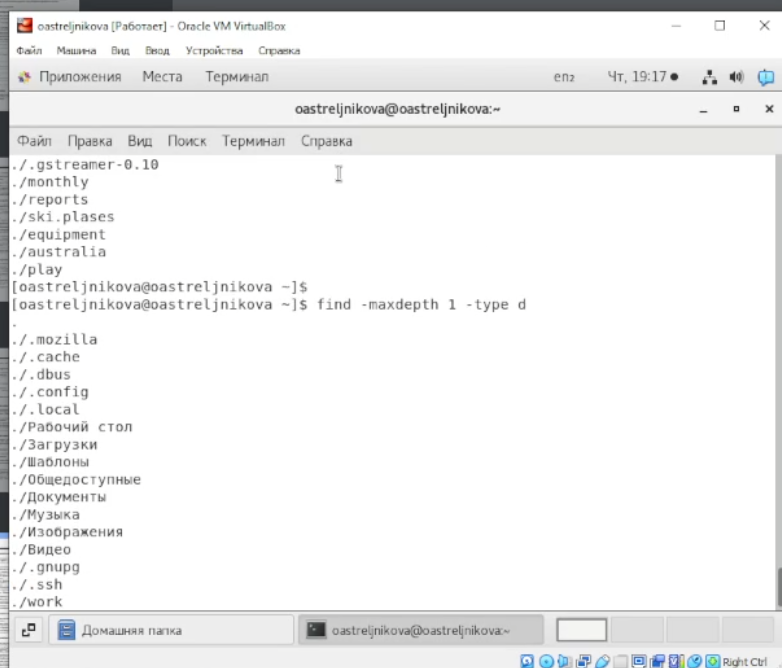 oastreljnikova [Работает] - Oracle VM VirtualBox
Файл Машина Вид Ввод Устройства Справка
Приложения Места Терминал en₂ Чт, 19:17
oastreljnikova@oastreljnikova:~
Файл Правка Вид Поиск Терминал Справка
./.gstreamer-0.10
./monthly
./reports
./ski.plases
./equipment
./australia
./play
[oastreljnikova@oastreljnikova ~]$
[oastreljnikova@oastreljnikova ~]$ find -maxdepth 1 -type d
.
./.mozilla
./.cache
./.dbus
./.config
./.local
./Рабочий стол
./Загрузки
./Шаблоны
./Общедоступные
./Документы
./Музыка
./Изображения
./Видео
./.gnupg
./.ssh
./work
Домашняя папка oastreljnikova@oastreljnikova:~
Right Ctrl